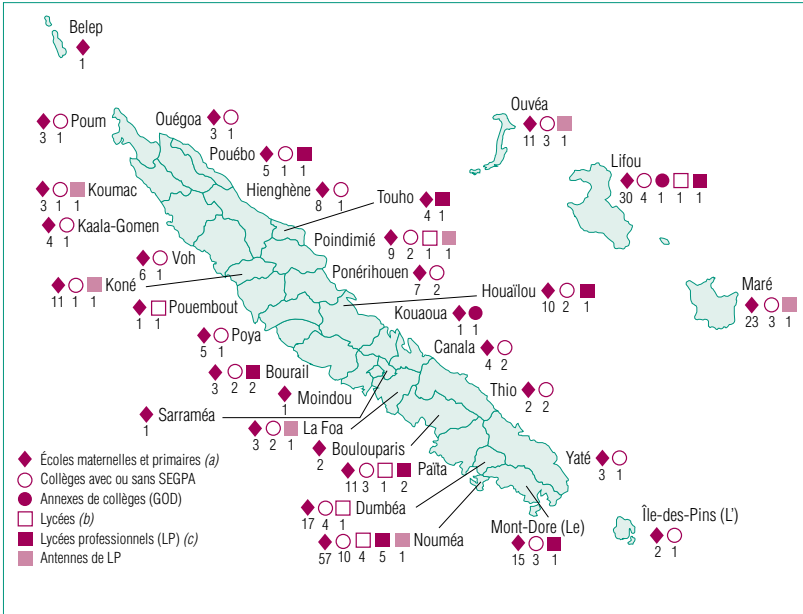 Belep
1
Poum
3 1
Ouégoa
3 1
Pouébo
5 1 1
Ouvéa
11 3 1
Lifou
30 4 1 1 1
Koumac
3 1 1
Hienghène
8 1
Touho
4 1
Kaala-Gomen
4 1
Poindimié
9 2 1 1
Voh
6 1
Ponérihouen
7 2
Koné
11 1 1
Houaïlou
10 2 1
Maré
23 3 1
Pouembout
1 1
Kouaoua
1 1
Poya
5 1
Canala
4 2
Bourail
3 2 2
Moindou
1
Thio
2 2
Sarraméa
1
La Foa
3 2 1
Boulouparis
2
Yaté
3 1
Païta
11 3 1 2
Dumbéa
17 4 1
Nouméa
57 10 4 5 1
Mont-Dore (Le)
15 3 1
Île-des-Pins (L')
2 1
Écoles maternelles et primaires (a)
Collèges avec ou sans SEGPA
Annexes de collèges (GOD)
Lycées (b)
Lycées professionnels (LP) (c)
Antennes de LP